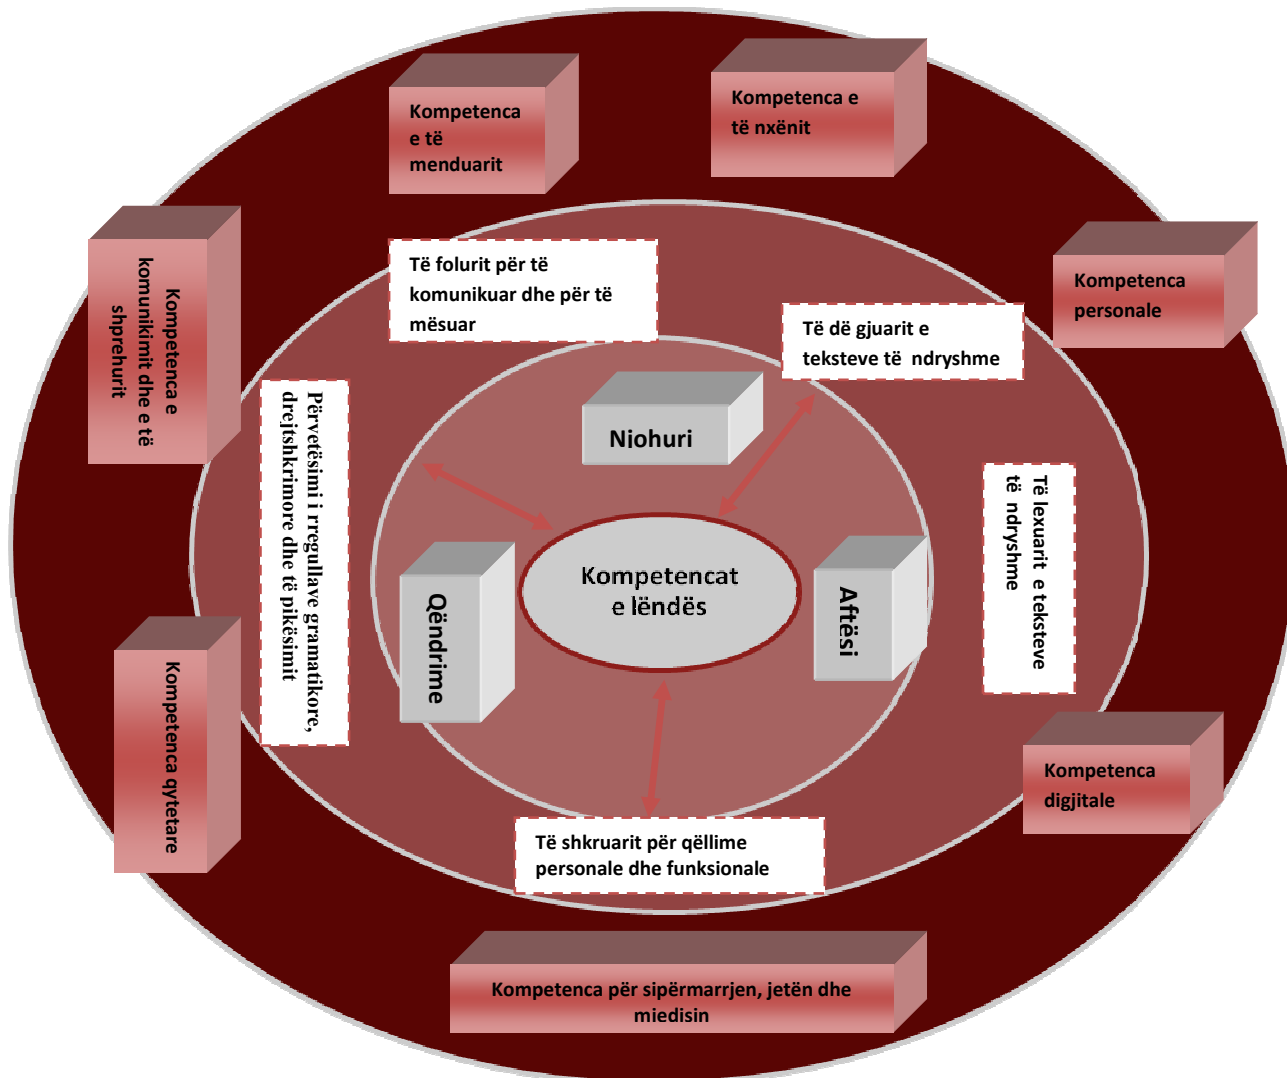 Kompetenca
e të
menduarit
Kompetenca e
të nxënit
Kompetenca e
komunikimit dhe e të
shprehurit
Kompetenca
personale
Të folurit për të
komunikuar dhe për të
mësuar
Të dë gjuarit e
teksteve të ndryshme
Përvetësimi i rregullave gramatikore,
drejtshkrimore dhe të pikësimit
Njohuri
Të lexuarit e teksteve
të ndryshme
Qëndrime
Kompetencat
e lëndës
Aftësi
Kompetenca qytetare
Kompetenca
digjitale
Të shkruarit për qëllime
personale dhe funksionale
Kompetenca për sipërmarrjen, jetën dhe
miedisin